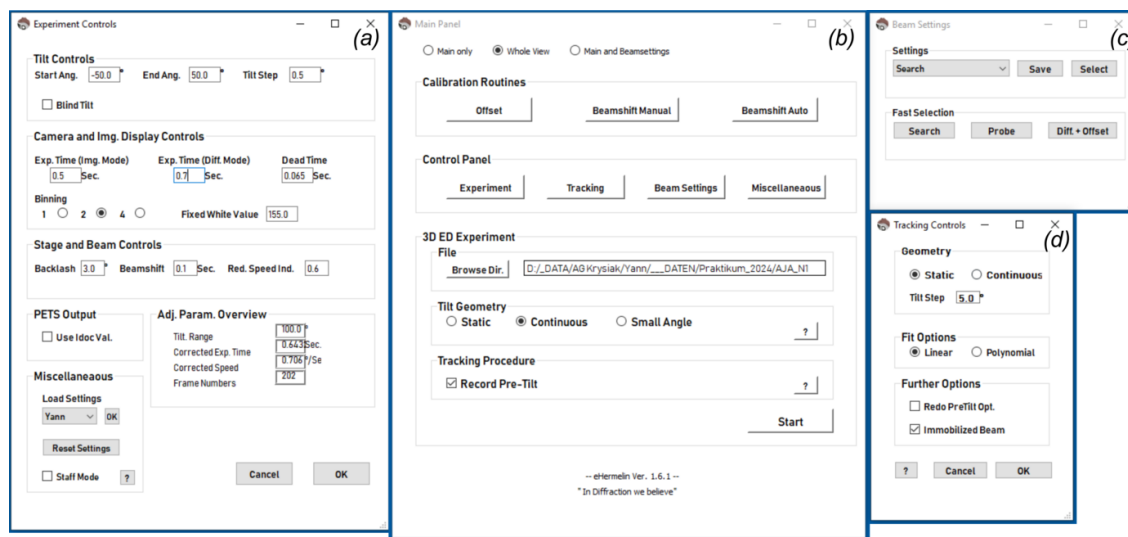 Experiment Controls
(a)
Tilt Controls
Start Ang. -50.0 ° End Ang. 50.0 ° Tilt Step 0.5 °
Blind Tilt
Camera and Img. Display Controls
Exp. Time (Img. Mode) Exp. Time (Diff. Mode) Dead Time
0.5 Sec. 0.7 Sec. 0.065 Sec.
Binning
1 2 4 Fixed White Value 155.0
Stage and Beam Controls
Backlash 3.0 ° Beamshift 0.1 Sec. Red. Speed Ind. 0.6
PETS Output
Use Idoc Val.
Adj. Param. Overview
Tilt. Range 100.0 °
Corrected Exp. Time 0.643 Sec.
Corrected Speed 0.706 °/Se
Frame Numbers 202
Miscellaneaous
Load Settings
Yann OK
Reset Settings
Staff Mode ?
Cancel OK
Main Panel
(b)
Main only Whole View Main and Beamsettings
Calibration Routines
Offset Beamshift Manual Beamshift Auto
Control Panel
Experiment Tracking Beam Settings Miscellaneaous
3D ED Experiment
File
Browse Dir. D:/_DATA/AG Krysiak/Yann/___DATEN/Praktikum_2024/AJA_N1
Tilt Geometry
Static Continuous Small Angle ?
Tracking Procedure
Record Pre-Tilt ?
Start
-- eHermelin Ver. 1.6.1 --
" In Diffraction we believe"
Beam Settings
(c)
Settings
Search Save Select
Fast Selection
Search Probe Diff. + Offset
Tracking Controls
(d)
Geometry
Static Continuous
Tilt Step 5.0 °
Fit Options
Linear Polynomial
Further Options
Redo PreTilt Opt.
Immobilized Beam
? Cancel OK